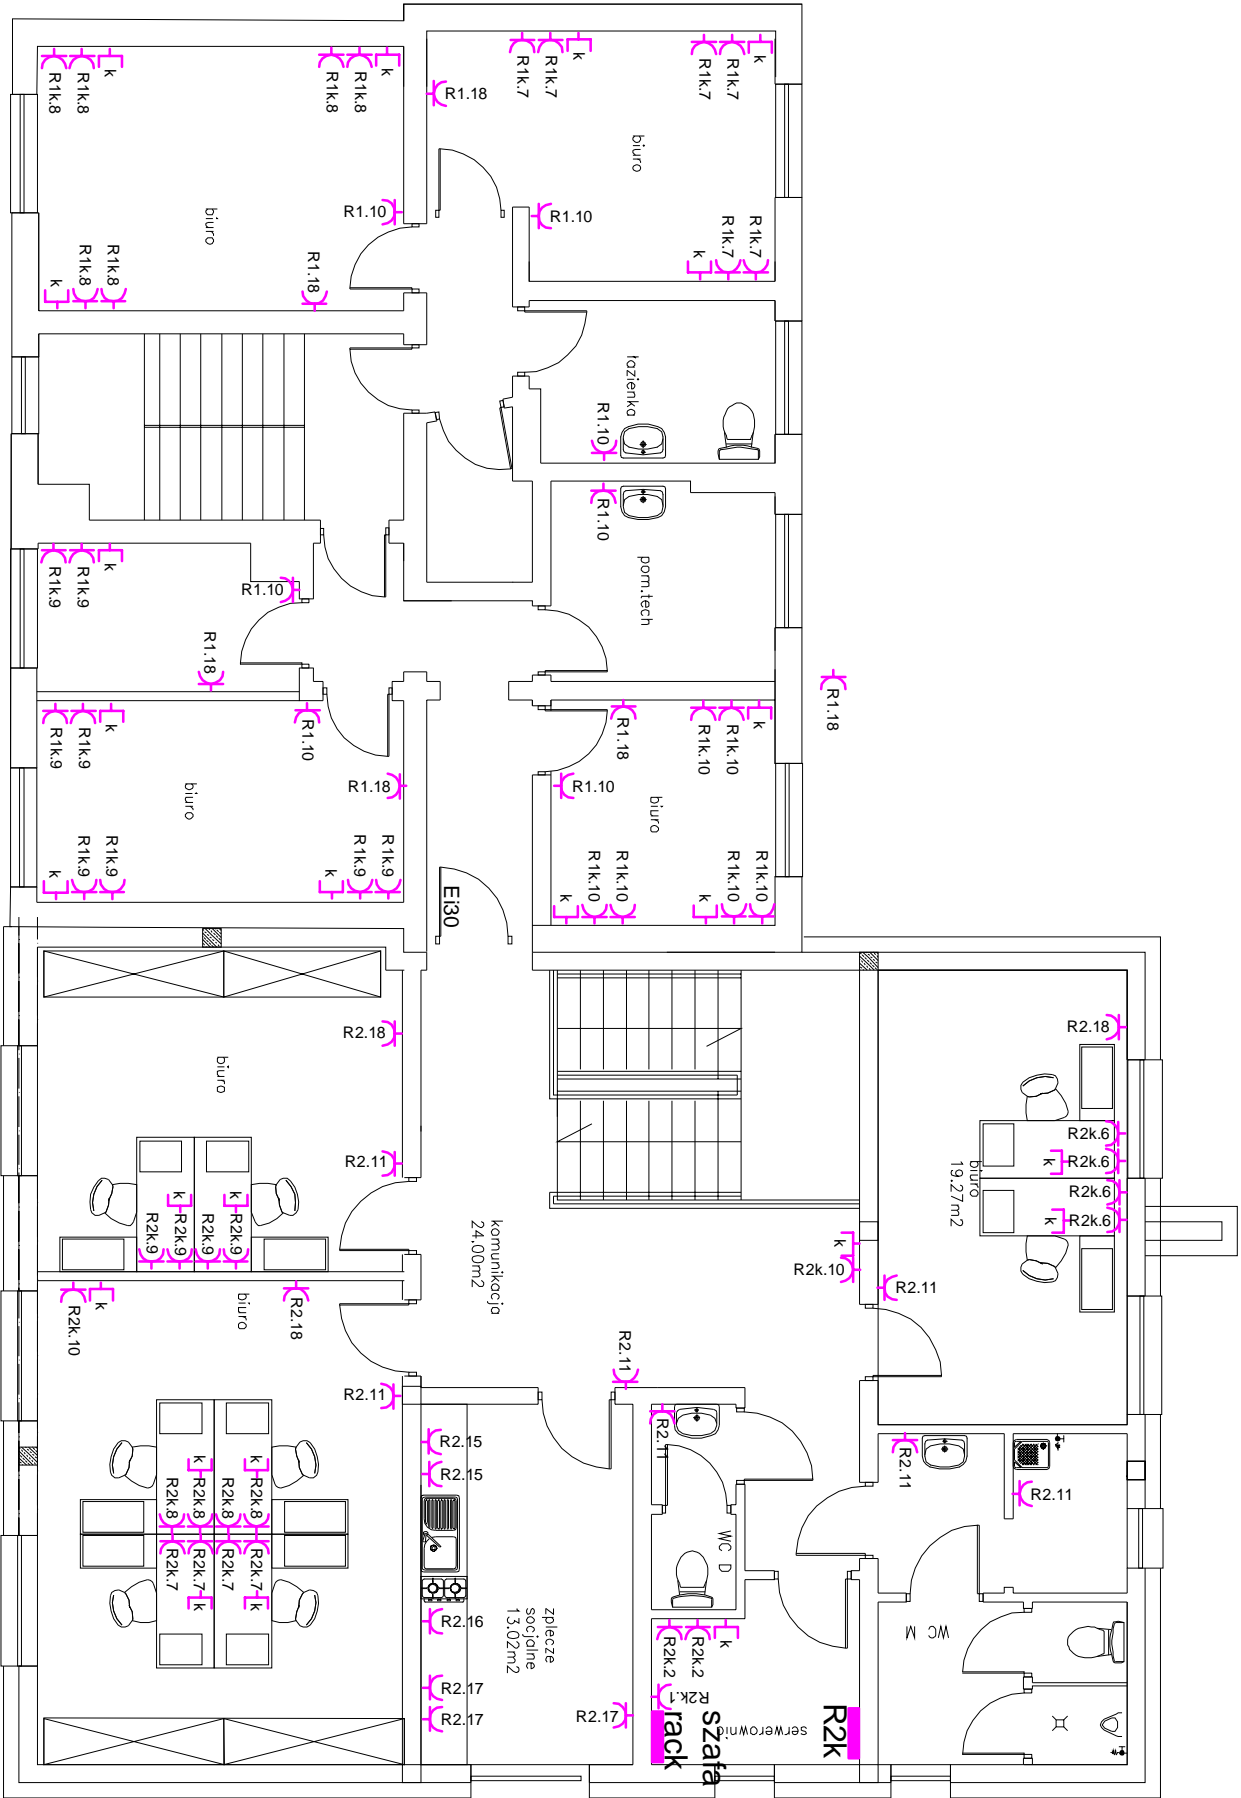 k
R1k.8
R1k.8
k
R1k.8
R1k.8
R1.18
k
R1k.7
R1k.7
k
R1k.7
R1k.7
biuro
biuro
R1.10
R1.10
R1.18
k
R1k.8
R1k.8
k
R1k.7
R1k.7
łazienka
R1.10
R1.10
pom.tech
k
R1k.9
R1k.9
R1.10
R1.18
R1.18
k
R1k.9
R1k.9
R1.10
R1.18
biuro
k
R1k.9
R1k.9
k
R1k.9
R1k.9
R1.18
k
R1k.10
R1k.10
R1.10
biuro
k
R1k.10
R1k.10
k
R1k.10
R1k.10
Ei30
R2.18
biuro
R2.11
k
k
R2k.9
R2k.9
R2k.9
R2k.9
R2.18
R2k.6
k
R2k.6
R2k.6
k
R2k.6
biuro
19.27m2
komunikacja
24.00m2
k
R2k.10
R2.11
k
R2k.10
R2.18
biuro
R2.11
R2.11
R2.15
R2.15
k
k
R2k.8
R2k.8
R2k.8
R2k.8
R2k.7
R2k.7
R2k.7
R2k.7
k
k
R2.11
R2.11
R2.11
WC D
WC M
R2.16
R2.17
R2.17
R2.17
zplecze
socjalne
13.02m2
k
R2k.2
R2k.2
R2k.1
szafa
rack
serwerownia
R2k